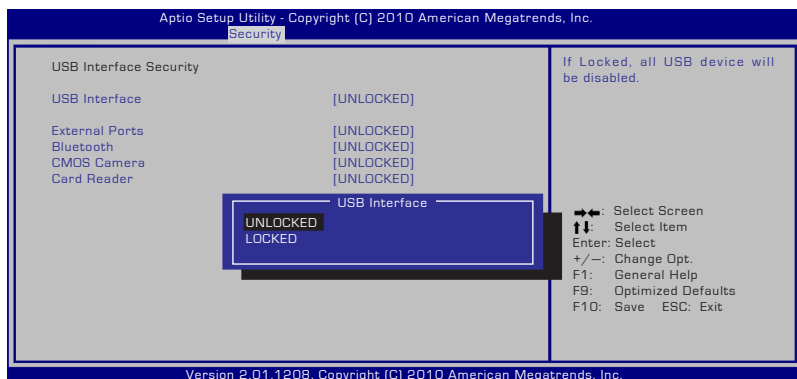 Aptio Setup Utility - Copyright (C) 2010 American Megatrends, Inc.
Security
USB Interface Security
USB Interface [UNLOCKED]
External Ports [UNLOCKED]
Bluetooth [UNLOCKED]
CMOS Camera [UNLOCKED]
Card Reader [UNLOCKED]
USB Interface
UNLOCKED
LOCKED
If Locked, all USB device will
be disabled.
→←: Select Screen
↑↓: Select Item
Enter: Select
+/—: Change Opt.
F1: General Help
F9: Optimized Defaults
F10: Save ESC: Exit
Version 2.01.1208. Copyright (C) 2010 American Megatrends, Inc.